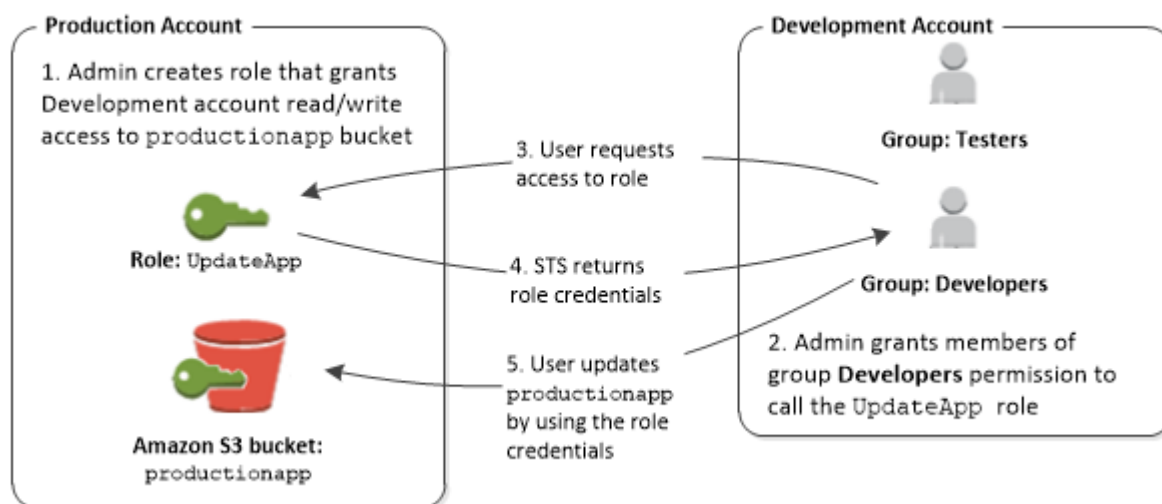 Production Account
1. Admin creates role that grants
Development account read/write
access to productionapp bucket
Role: UpdateApp
Amazon S3 bucket:
productionapp
3. User requests
access to role
4. STS returns
role credentials
5. User updates
productionapp
by using the role
credentials
Development Account
Group: Testers
Group: Developers
2. Admin grants members of
group Developers permission to
call the UpdateApp role